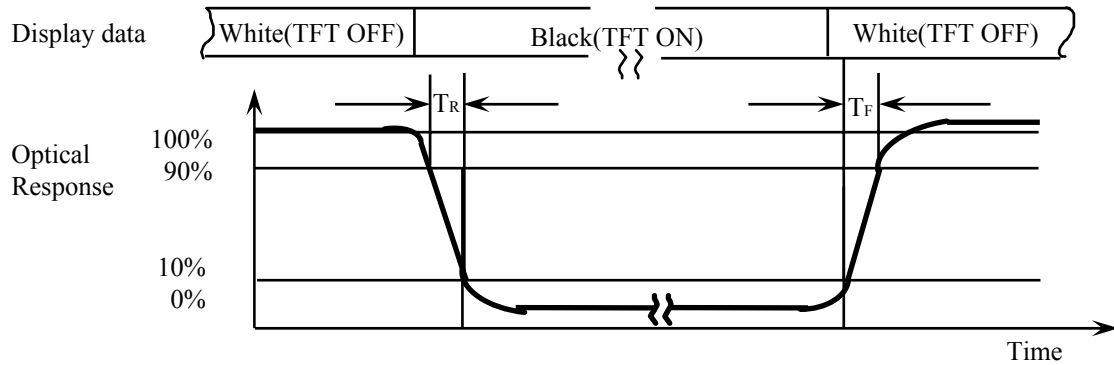 Display data
White(TFT OFF)
Black(TFT ON)
White(TFT OFF)
TR
TF
Optical
Response
100%
90%
10%
0%
Time